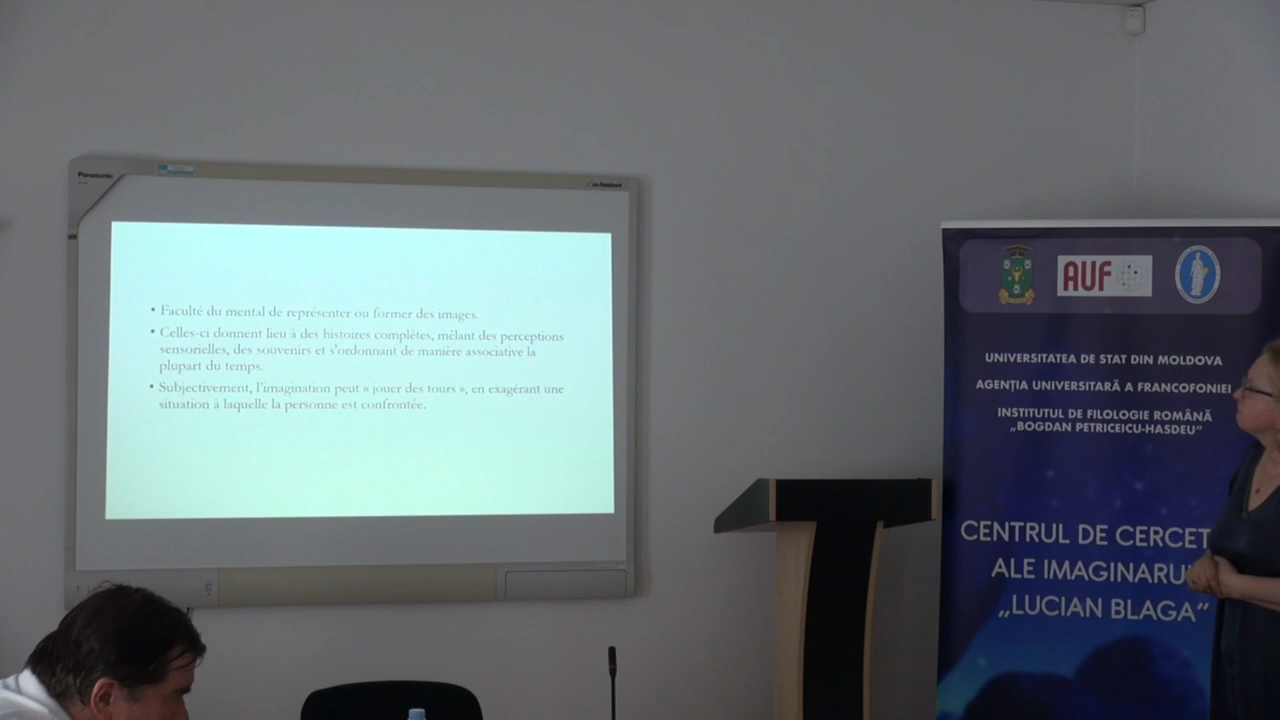 Panasonic
• Faculté du mental de représenter ou former des images.
• Celles-ci donnent lieu à des histoires complètes, mêlant des perceptions
sensorielles, des souvenirs et s'ordonnant de manière associative la
plupart du temps.
• Subjectivement, l'imagination peut « jouer des tours », en exagérant une
situation à laquelle la personne est confrontée.
AUF
UNIVERSITATEA DE STAT DIN MOLDOVA
AGENȚIA UNIVERSITARĂ A FRANCOFONIEI
INSTITUTUL DE FILOLOGIE ROMÂNĂ
„BOGDAN PETRICEICU-HASDEU”
CENTRUL DE CERCET
ALE IMAGINARU
„LUCIAN BLAGA”